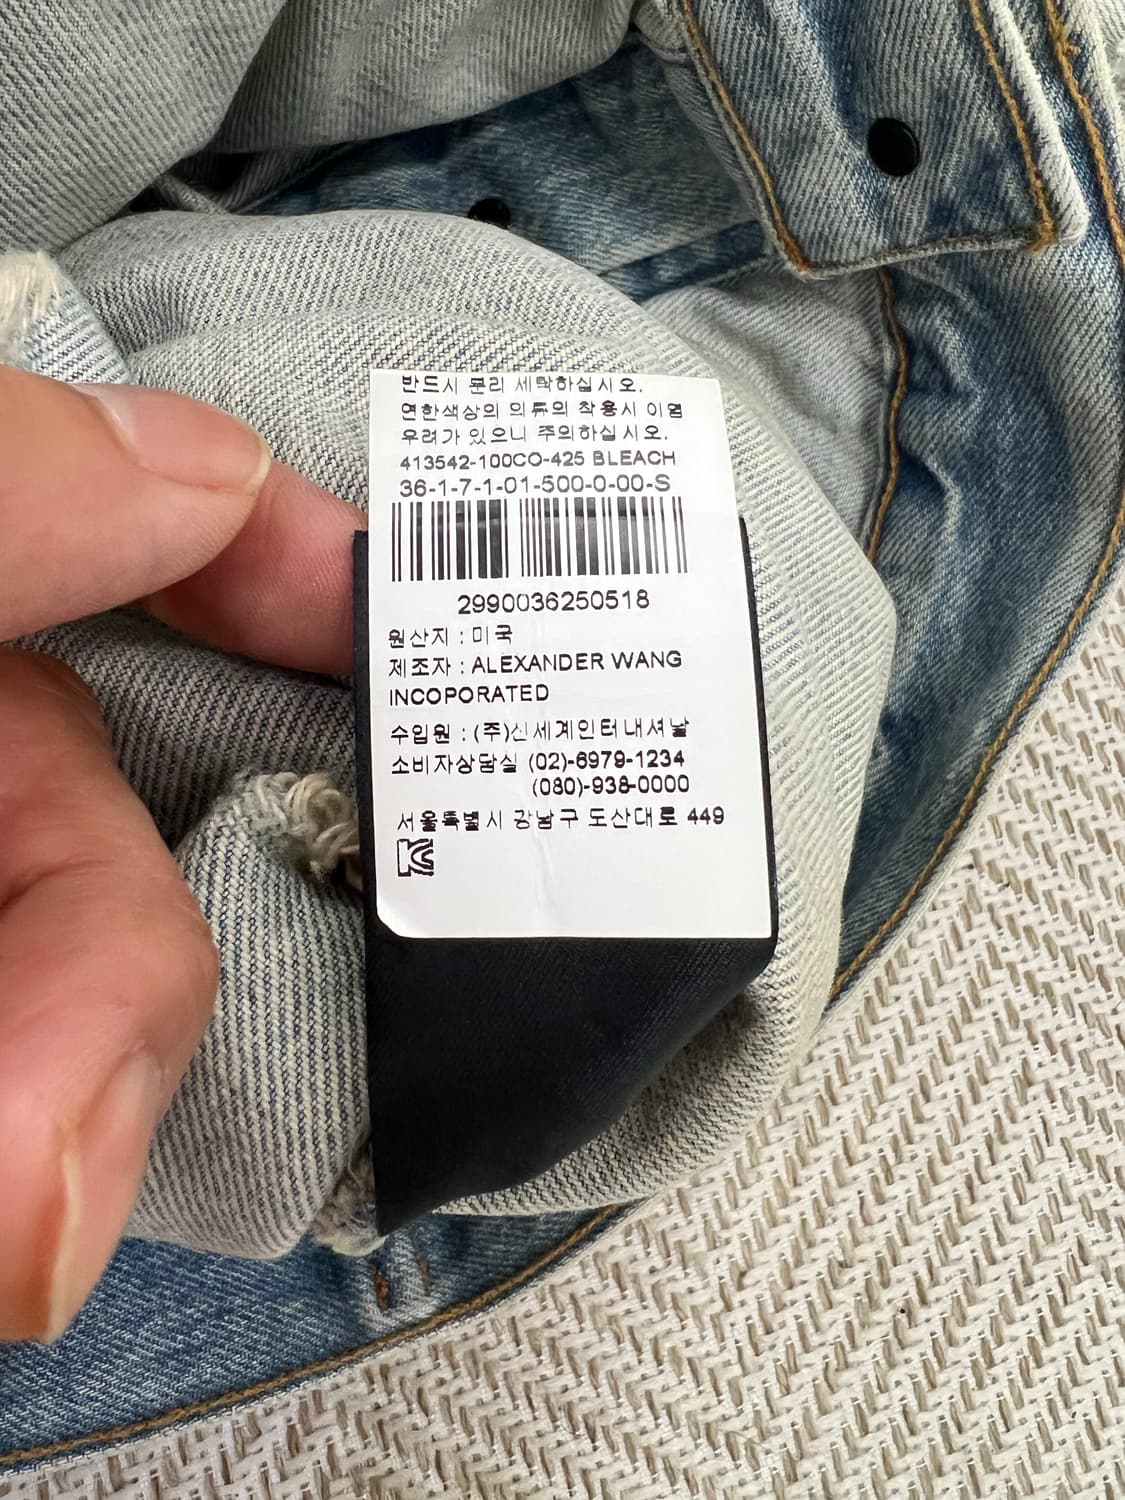 반드시 분리 세탁하십시오.
연한색상의 의류의 착용시 이염
우려가 있으니 주의하십시오.
413542-100CO-425 BLEACH
36-1-7-1-01-500-0-00-S
2990036250518
원산지 : 미국
제조자 : ALEXANDER WANG
INCOPORATED
수입원 : (주)신세계인터내셔날
소비자상담실 (02)-6979-1234
(080)-938-0000
서울특별시 강남구 도산대로 449